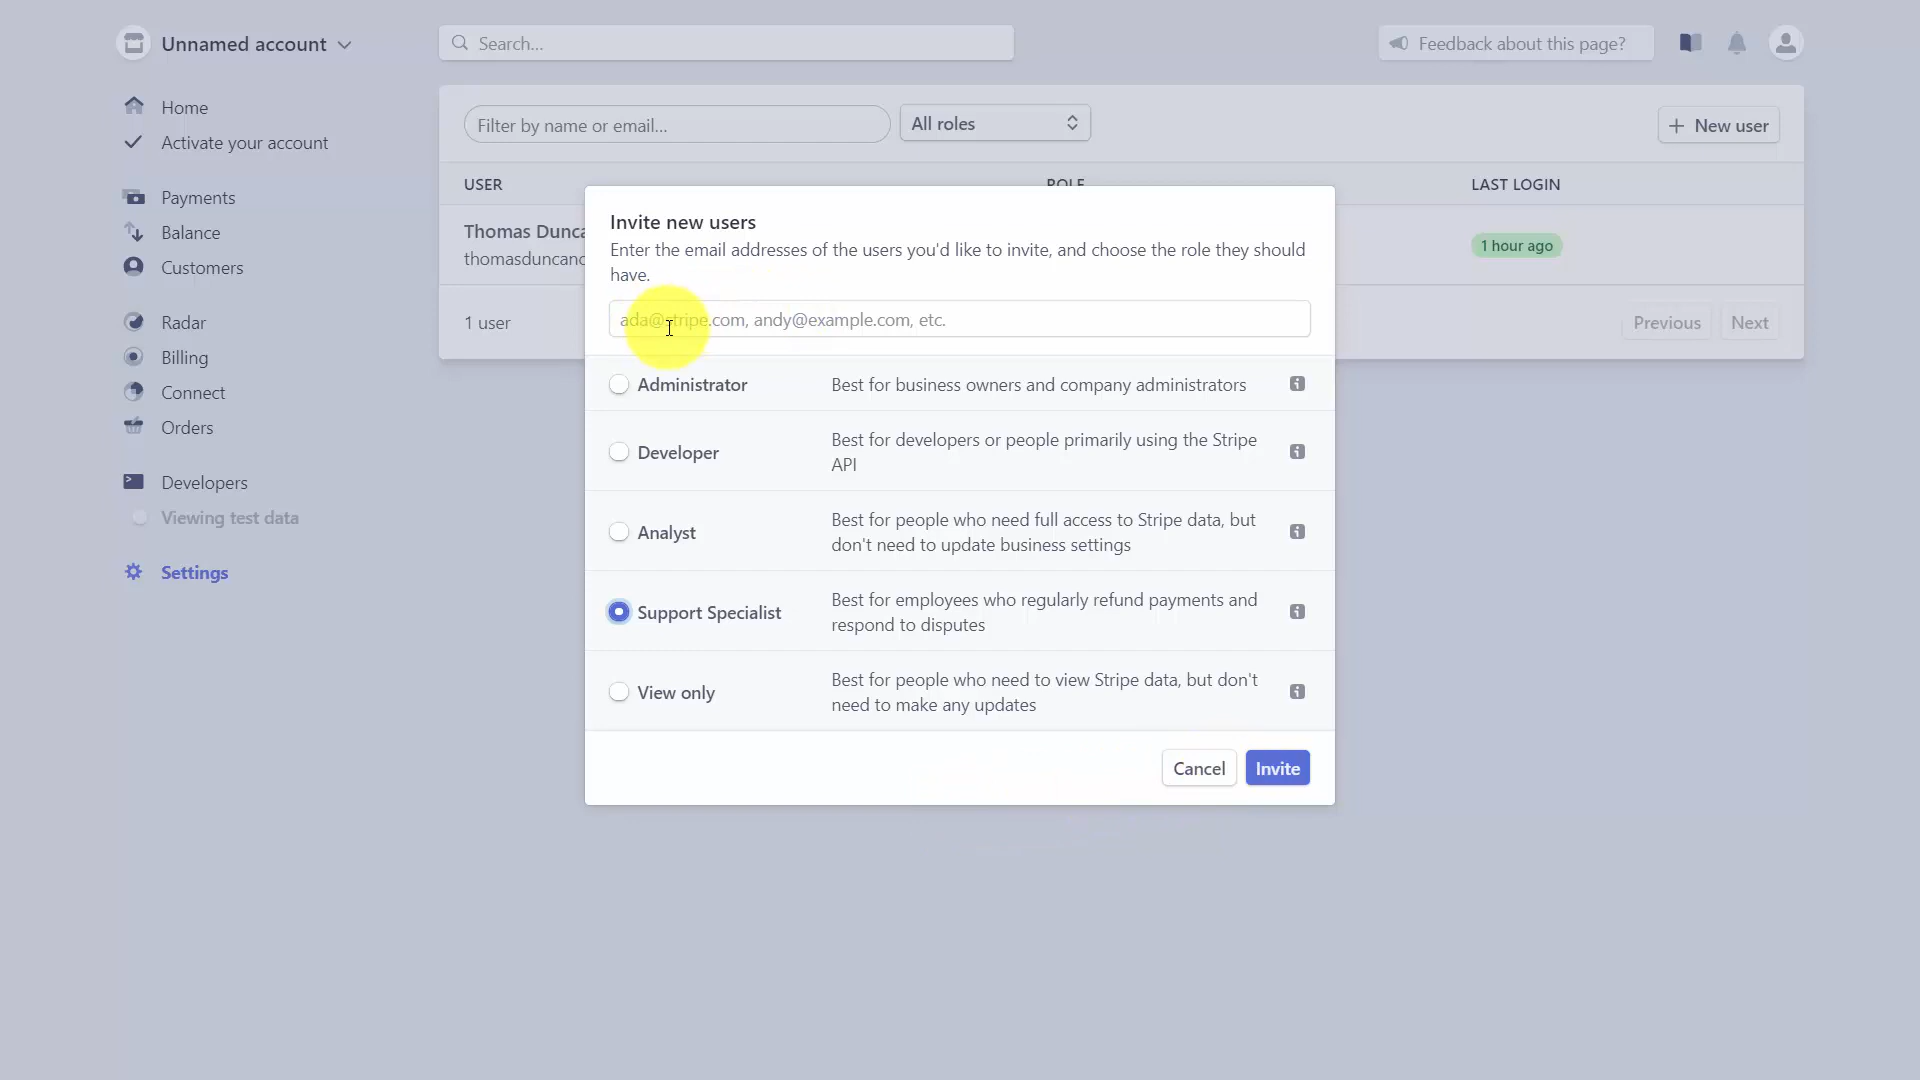 Unnamed account
Search...
Feedback about this page?
Home
Activate your account
Payments
Balance
Customers
Radar
Billing
Connect
Orders
Developers
Viewing test data
Settings
Filter by name or email...
All roles
New user
USER
ROLE
LAST LOGIN
Thomas Dunca
thomasduncanc
1 hour ago
1 user
Previous
Next
Invite new users
Enter the email addresses of the users you'd like to invite, and choose the role they should
have.
ada@stripe.com, andy@example.com, etc.
Administrator
Best for business owners and company administrators
Developer
Best for developers or people primarily using the Stripe
API
Analyst
Best for people who need full access to Stripe data, but
don't need to update business settings
Support Specialist
Best for employees who regularly refund payments and
respond to disputes
View only
Best for people who need to view Stripe data, but don't
need to make any updates
Cancel
Invite